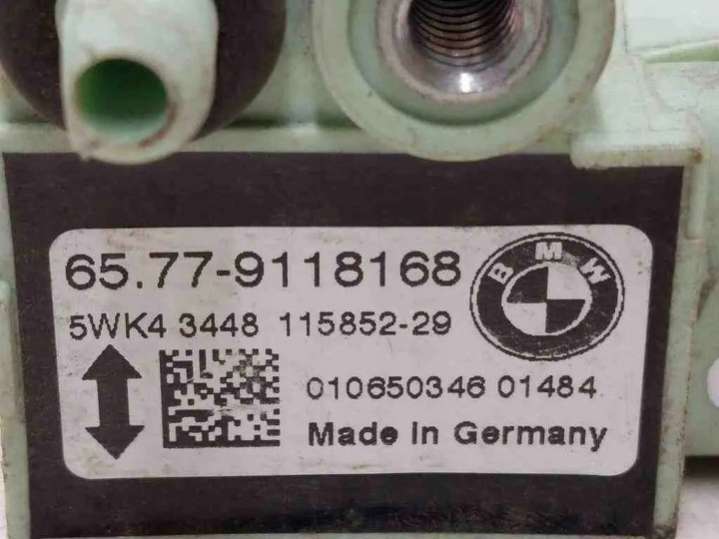 65.77-9118168
BMW
5WK4 3448 115852-29
010650346 01484
Made in Germany